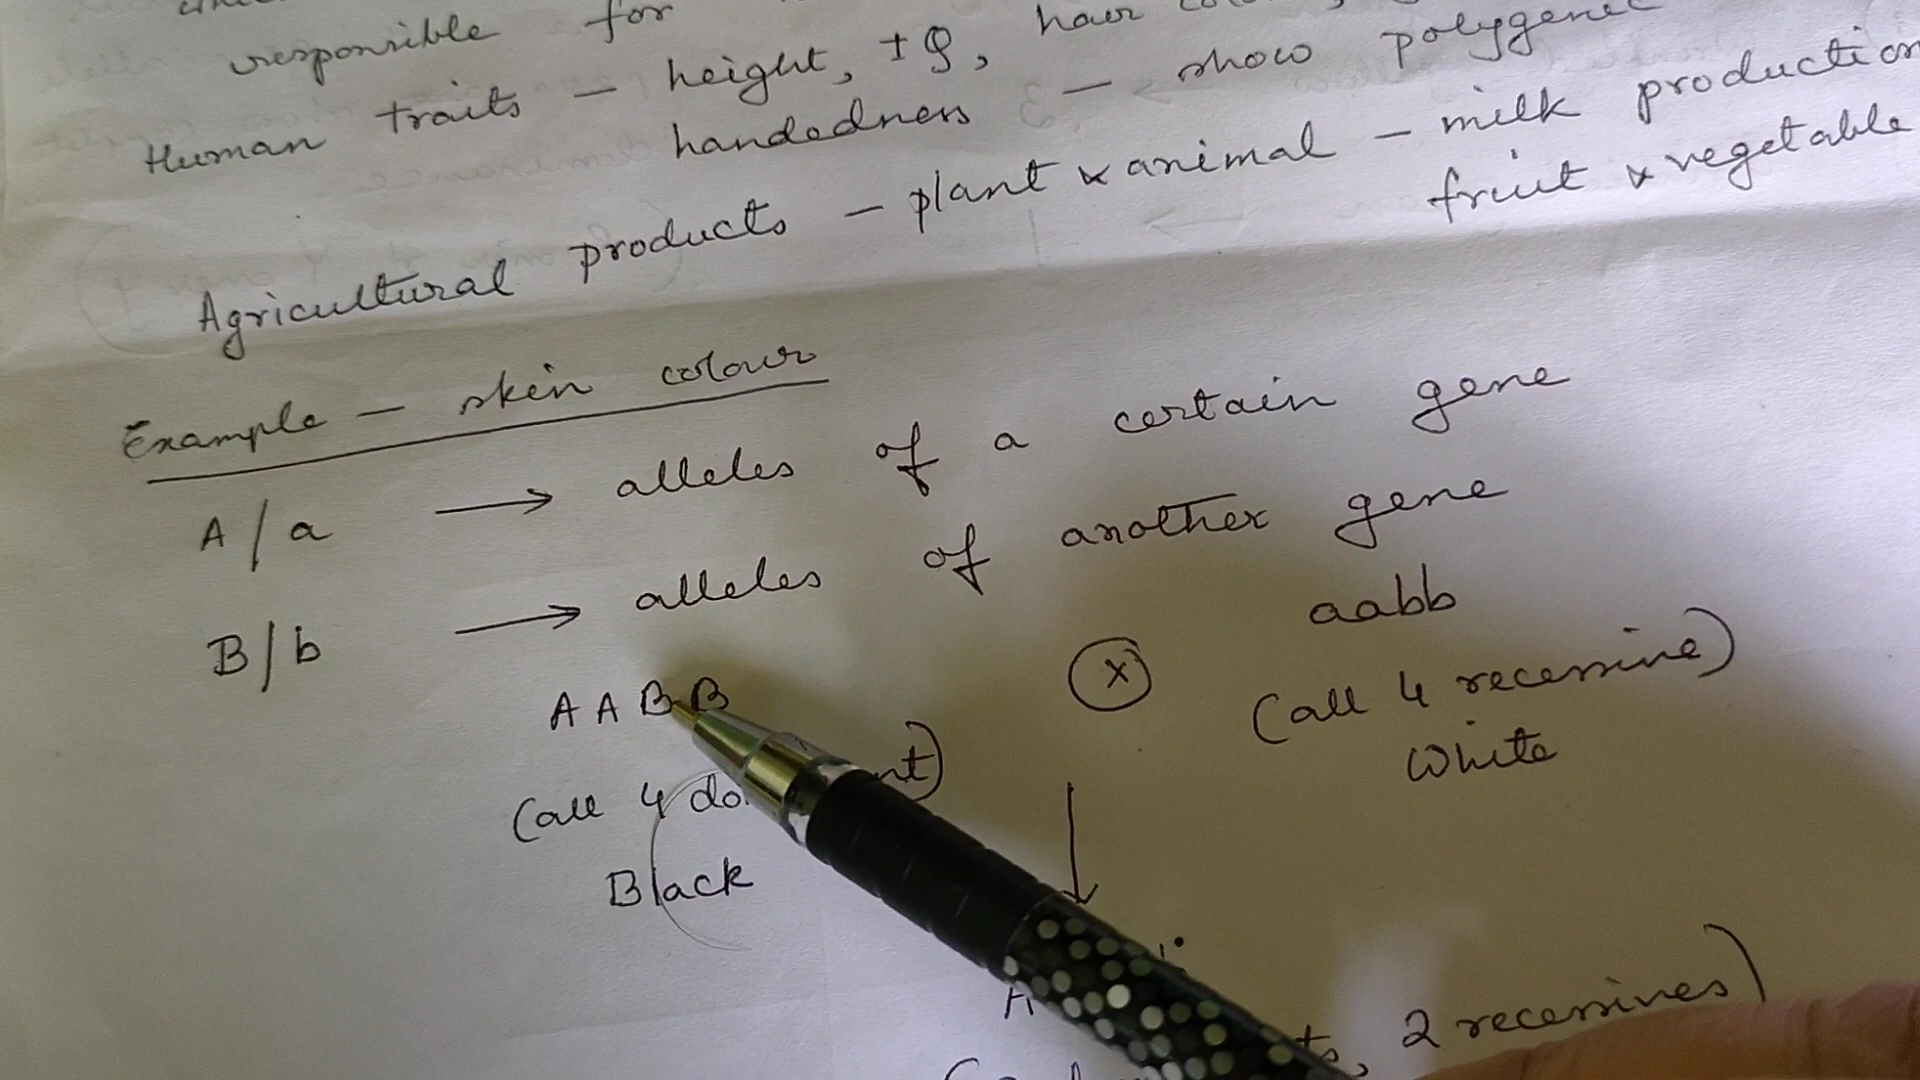 responsible for
Human traits — height, IQ, hair
handedness — show polygenic
Agricultural products — plant & animal — milk production
fruit & vegetable
Example — skin colour
A/a → alleles of a certain gene
B/b → alleles of another gene
AABB Ⓧ aabb
(all 4 (all 4 recessive)
Black White
↓
2 recessives)